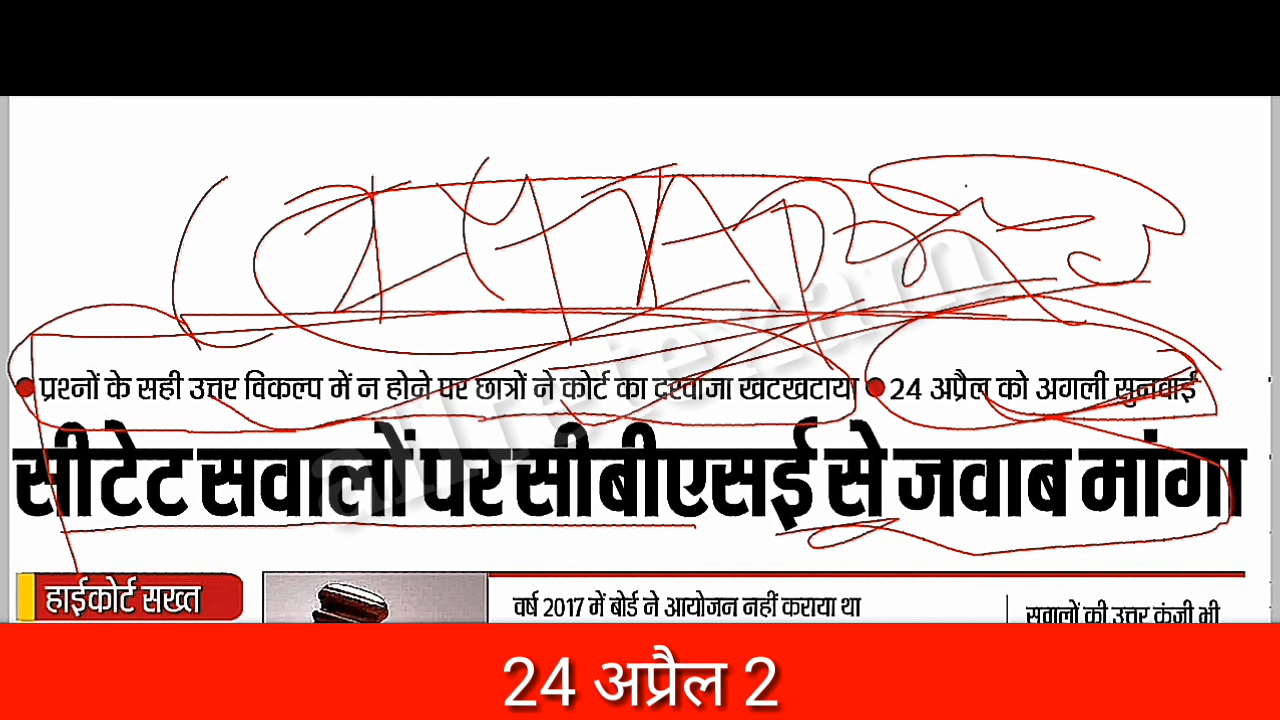 प्रश्नों के सही उत्तर विकल्प में न होने पर छात्रों ने कोर्ट का दरवाजा खटखटाया ● 24 अप्रैल को अगली सुनवाई
सीटेट सवालों पर सीबीएसई से जवाब मांगा
हाईकोर्ट सख्त
वर्ष 2017 में बोर्ड ने आयोजन नहीं कराया था
सवालों की उत्तर कुंजी भी
24 अप्रैल 2